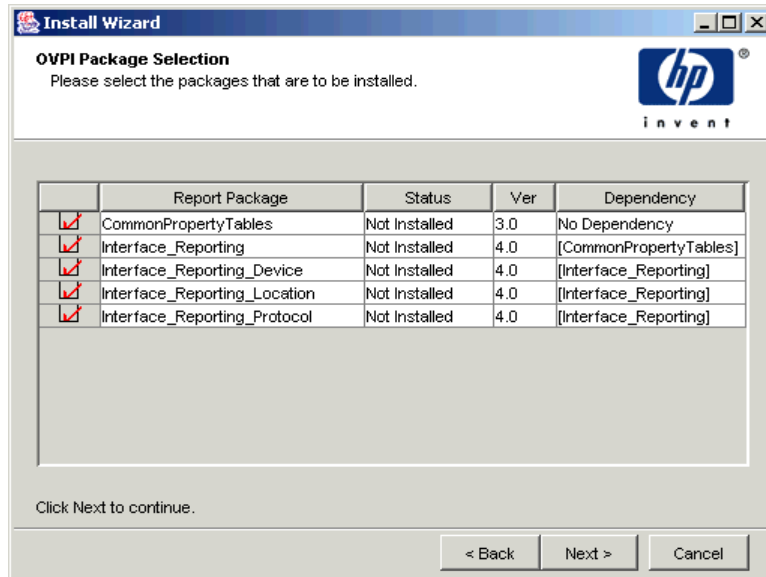 Install Wizard
OVPI Package Selection
Please select the packages that are to be installed.
hp
®
invent
Report Package Status Ver Dependency
CommonPropertyTables Not Installed 3.0 No Dependency
Interface_Reporting Not Installed 4.0 [CommonPropertyTables]
Interface_Reporting_Device Not Installed 4.0 [Interface_Reporting]
Interface_Reporting_Location Not Installed 4.0 [Interface_Reporting]
Interface_Reporting_Protocol Not Installed 4.0 [Interface_Reporting]
Click Next to continue.
< Back Next > Cancel